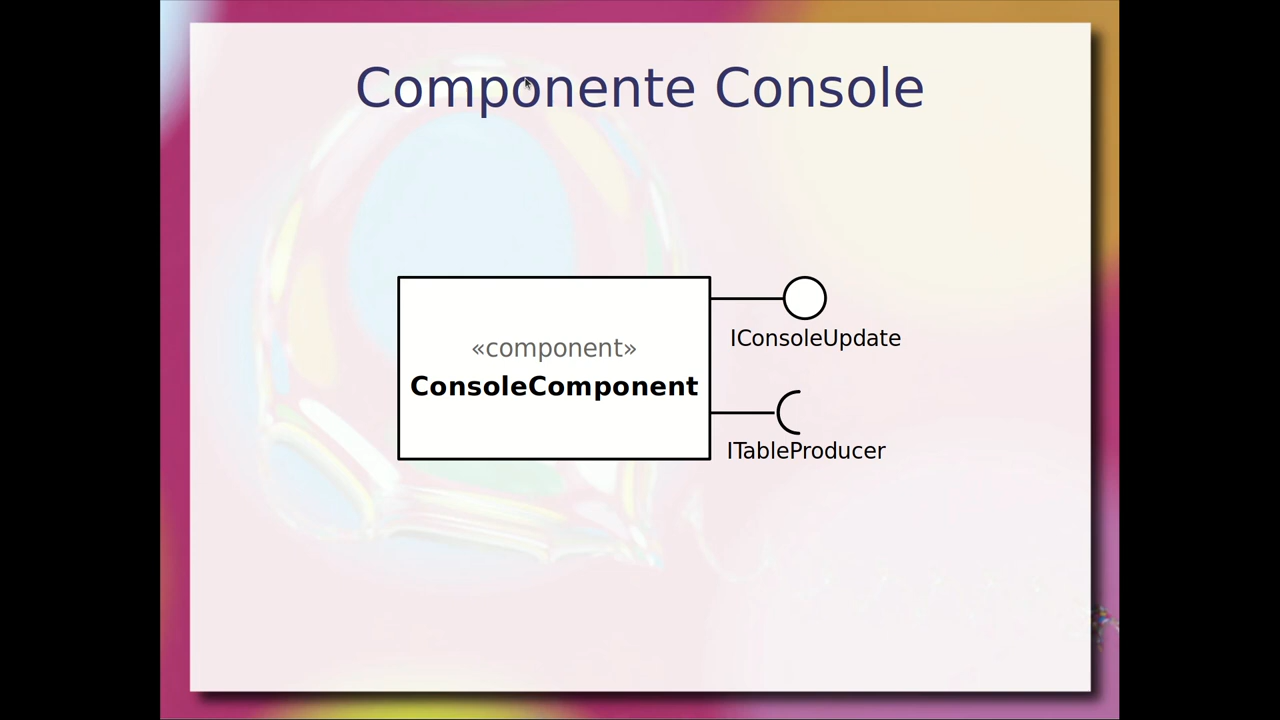 Componente Console
«component»
ConsoleComponent
IConsoleUpdate
ITableProducer